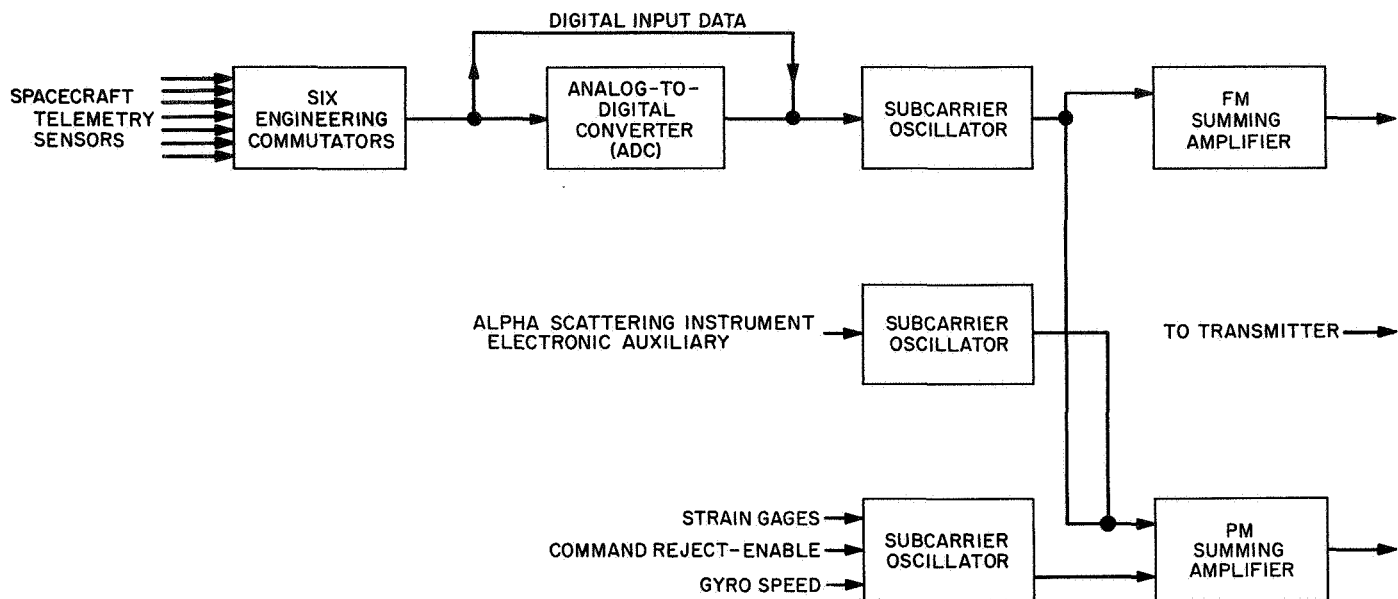 DIGITAL INPUT DATA
SPACECRAFT
TELEMETRY
SENSORS
SIX
ENGINEERING
COMMUTATORS
ANALOG-TO-
DIGITAL
CONVERTER
(ADC)
SUBCARRIER
OSCILLATOR
FM
SUMMING
AMPLIFIER
ALPHA SCATTERING INSTRUMENT
ELECTRONIC AUXILIARY
SUBCARRIER
OSCILLATOR
TO TRANSMITTER
STRAIN GAGES
COMMAND REJECT-ENABLE
GYRO SPEED
SUBCARRIER
OSCILLATOR
PM
SUMMING
AMPLIFIER